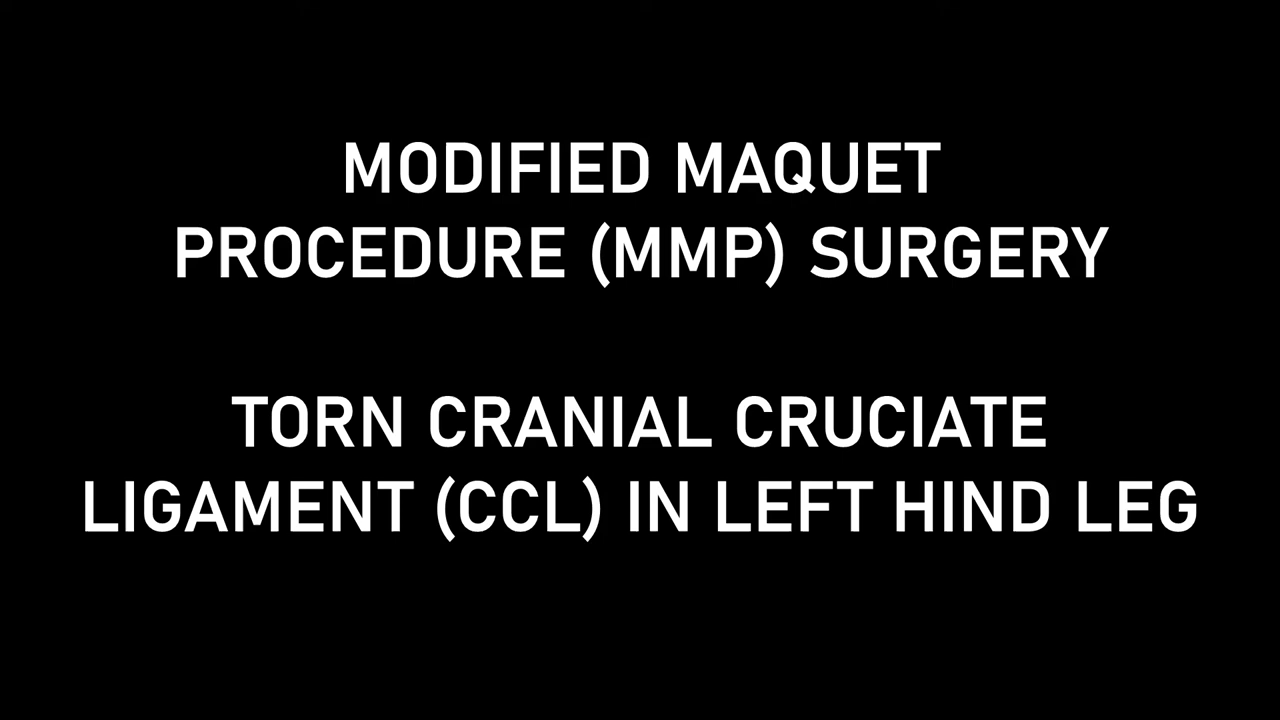 MODIFIED MAQUET
PROCEDURE (MMP) SURGERY
TORN CRANIAL CRUCIATE
LIGAMENT (CCL) IN LEFT HIND LEG